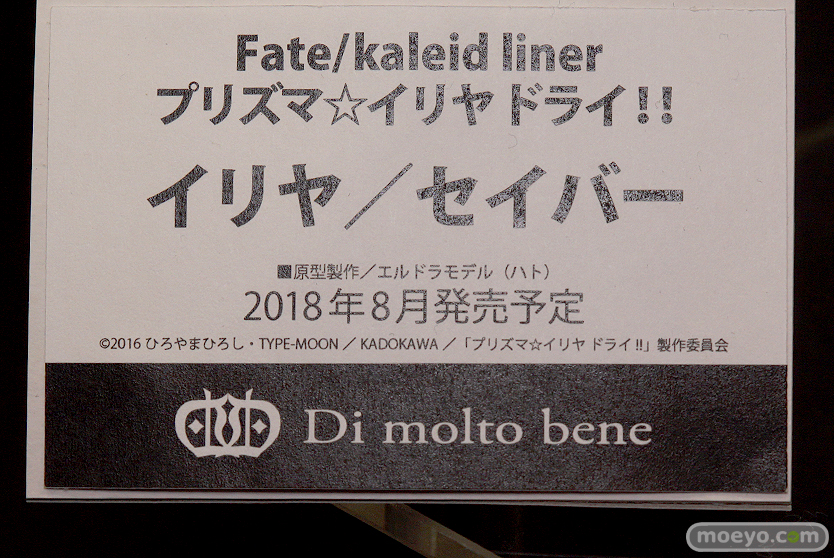 Fate/kaleid liner
プリズマ☆イリヤ ドライ!!
イリヤ／セイバー
■原型製作／エルドラモデル（ハト）
2018年8月発売予定
©2016 ひろやまひろし・TYPE-MOON ／ KADOKAWA ／「プリズマ☆イリヤ ドライ!!」製作委員会
Di molto bene
moeyo.com